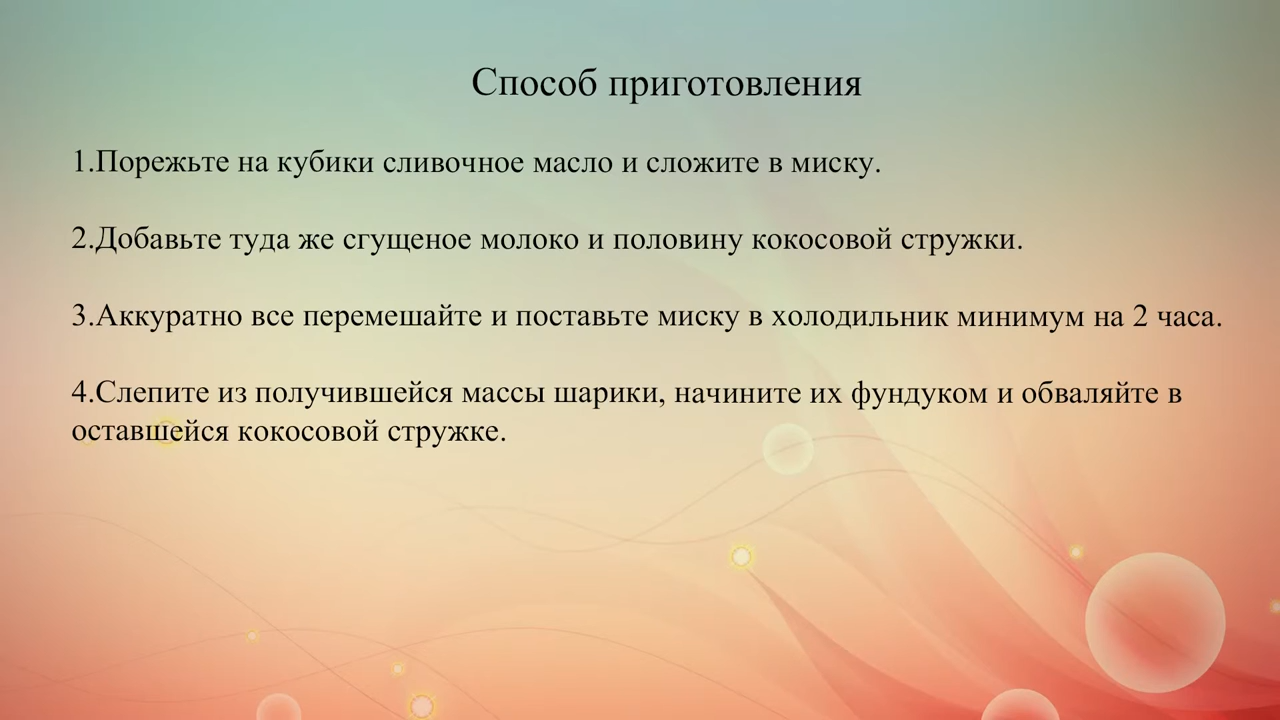 Способ приготовления
1.Порежьте на кубики сливочное масло и сложите в миску.
2.Добавьте туда же сгущеное молоко и половину кокосовой стружки.
3.Аккуратно все перемешайте и поставьте миску в холодильник минимум на 2 часа.
4.Слепите из получившейся массы шарики, начините их фундуком и обваляйте в
оставшейся кокосовой стружке.